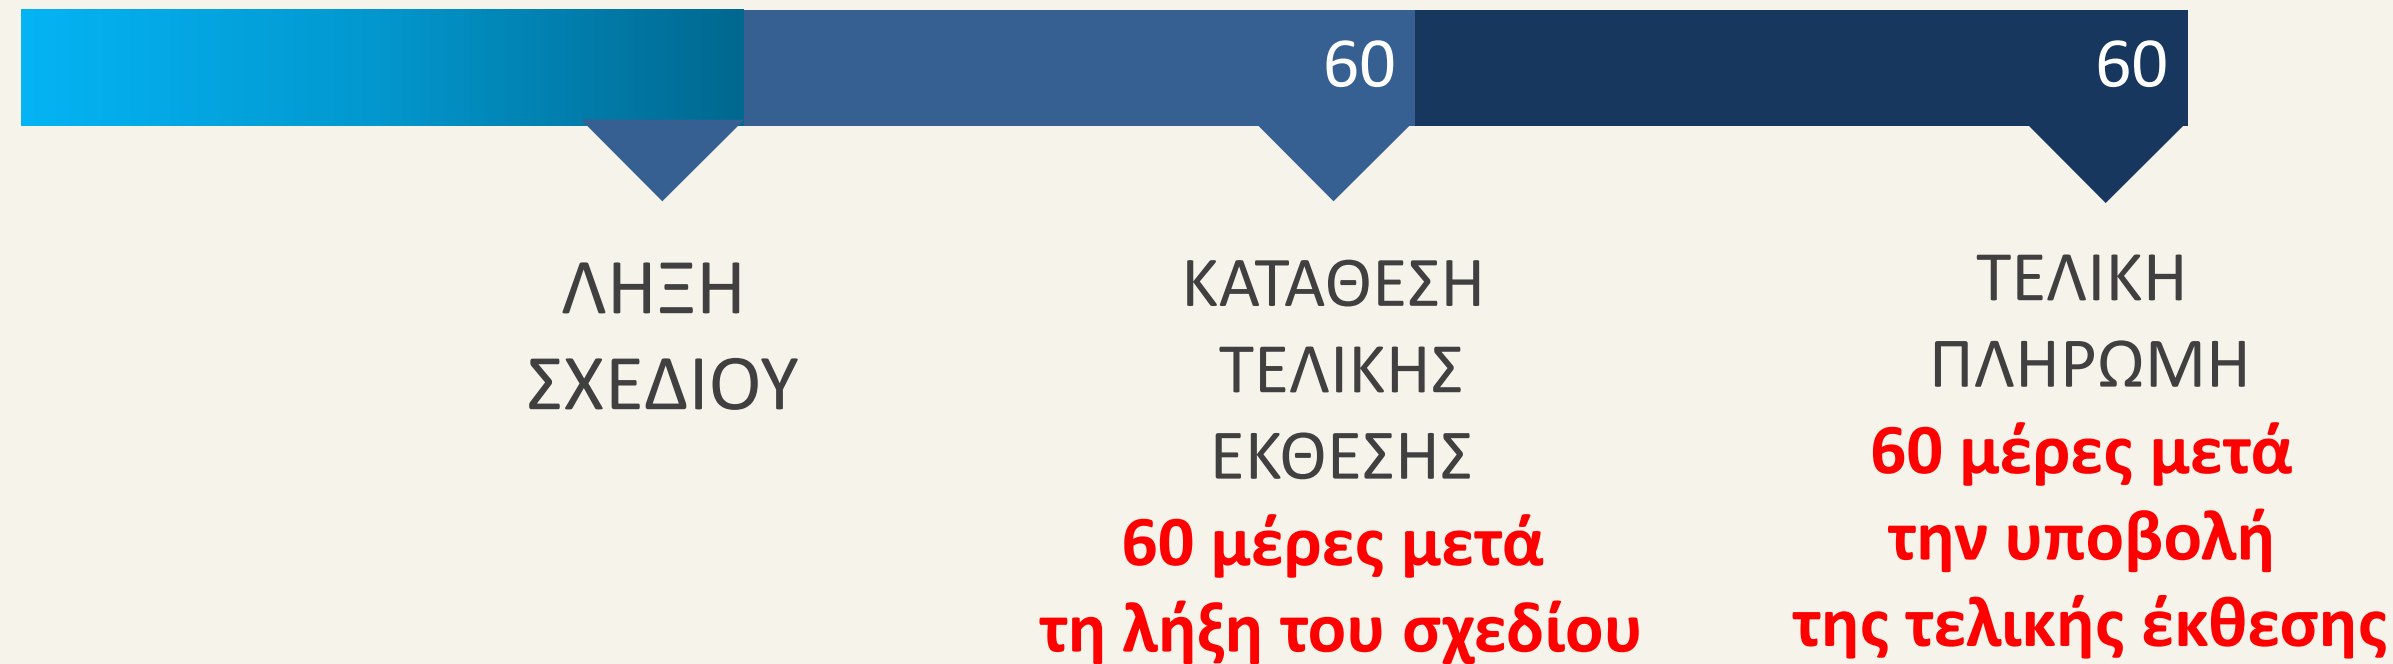 60
60
ΛΗΞΗ
ΣΧΕΔΙΟΥ
ΚΑΤΑΘΕΣΗ
ΤΕΛΙΚΗΣ
ΕΚΘΕΣΗΣ
60 μέρες μετά
τη λήξη του σχεδίου
ΤΕΛΙΚΗ
ΠΛΗΡΩΜΗ
60 μέρες μετά
την υποβολή
της τελικής έκθεσης